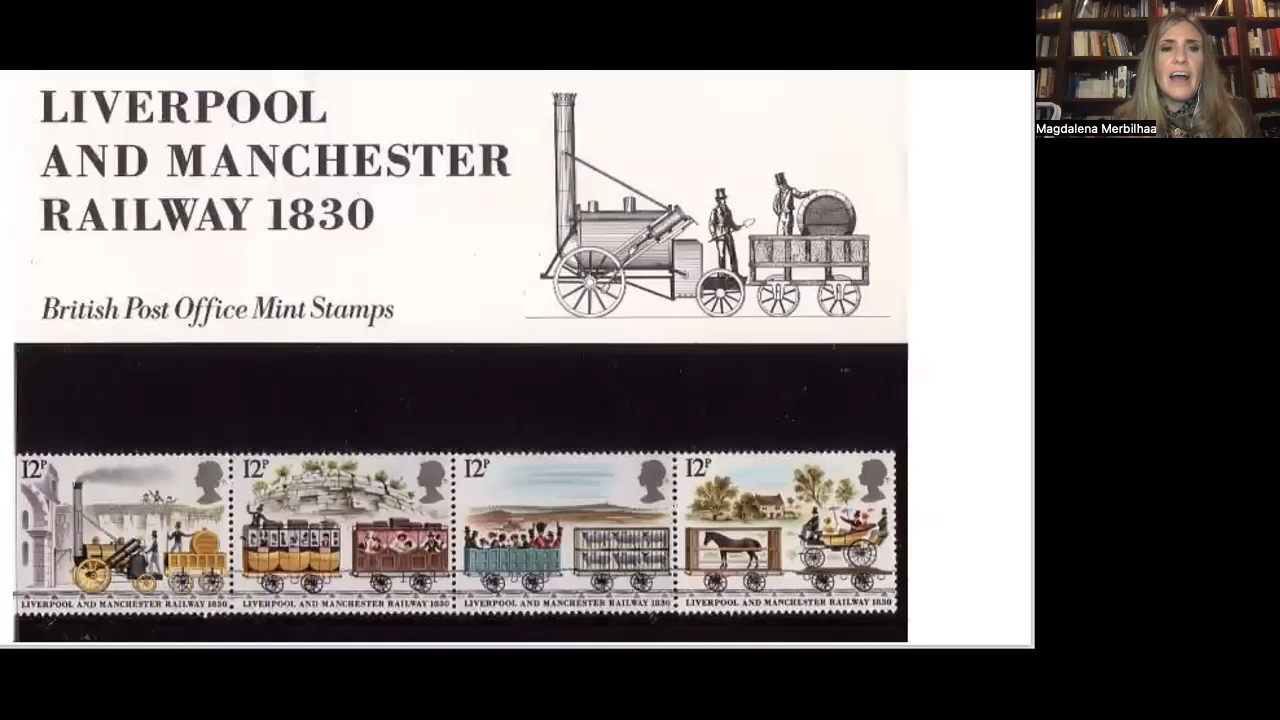 LIVERPOOL
AND MANCHESTER
RAILWAY 1830
British Post Office Mint Stamps
12P
12P
12P
12P
LIVERPOOL AND MANCHESTER RAILWAY 1830
LIVERPOOL AND MANCHESTER RAILWAY 1830
LIVERPOOL AND MANCHESTER RAILWAY 1830
LIVERPOOL AND MANCHESTER RAILWAY 1830
Magdalena Merbilhaa